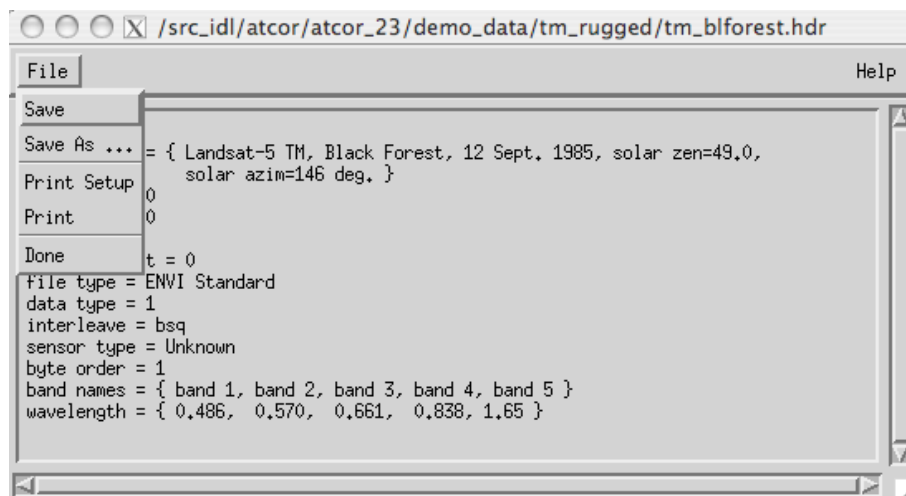 X /src_idl/atcor/atcor_23/demo_data/tm_rugged/tm_blforest.hdr
File Help
Save
Save As ... = { Landsat-5 TM, Black Forest, 12 Sept. 1985, solar zen=49.0,
solar azim=146 deg. }
Print Setup 0
Print 0
Done t = 0
file type = ENVI Standard
data type = 1
interleave = bsq
sensor type = Unknown
byte order = 1
band names = { band 1, band 2, band 3, band 4, band 5 }
wavelength = { 0.486, 0.570, 0.661, 0.838, 1.65 }